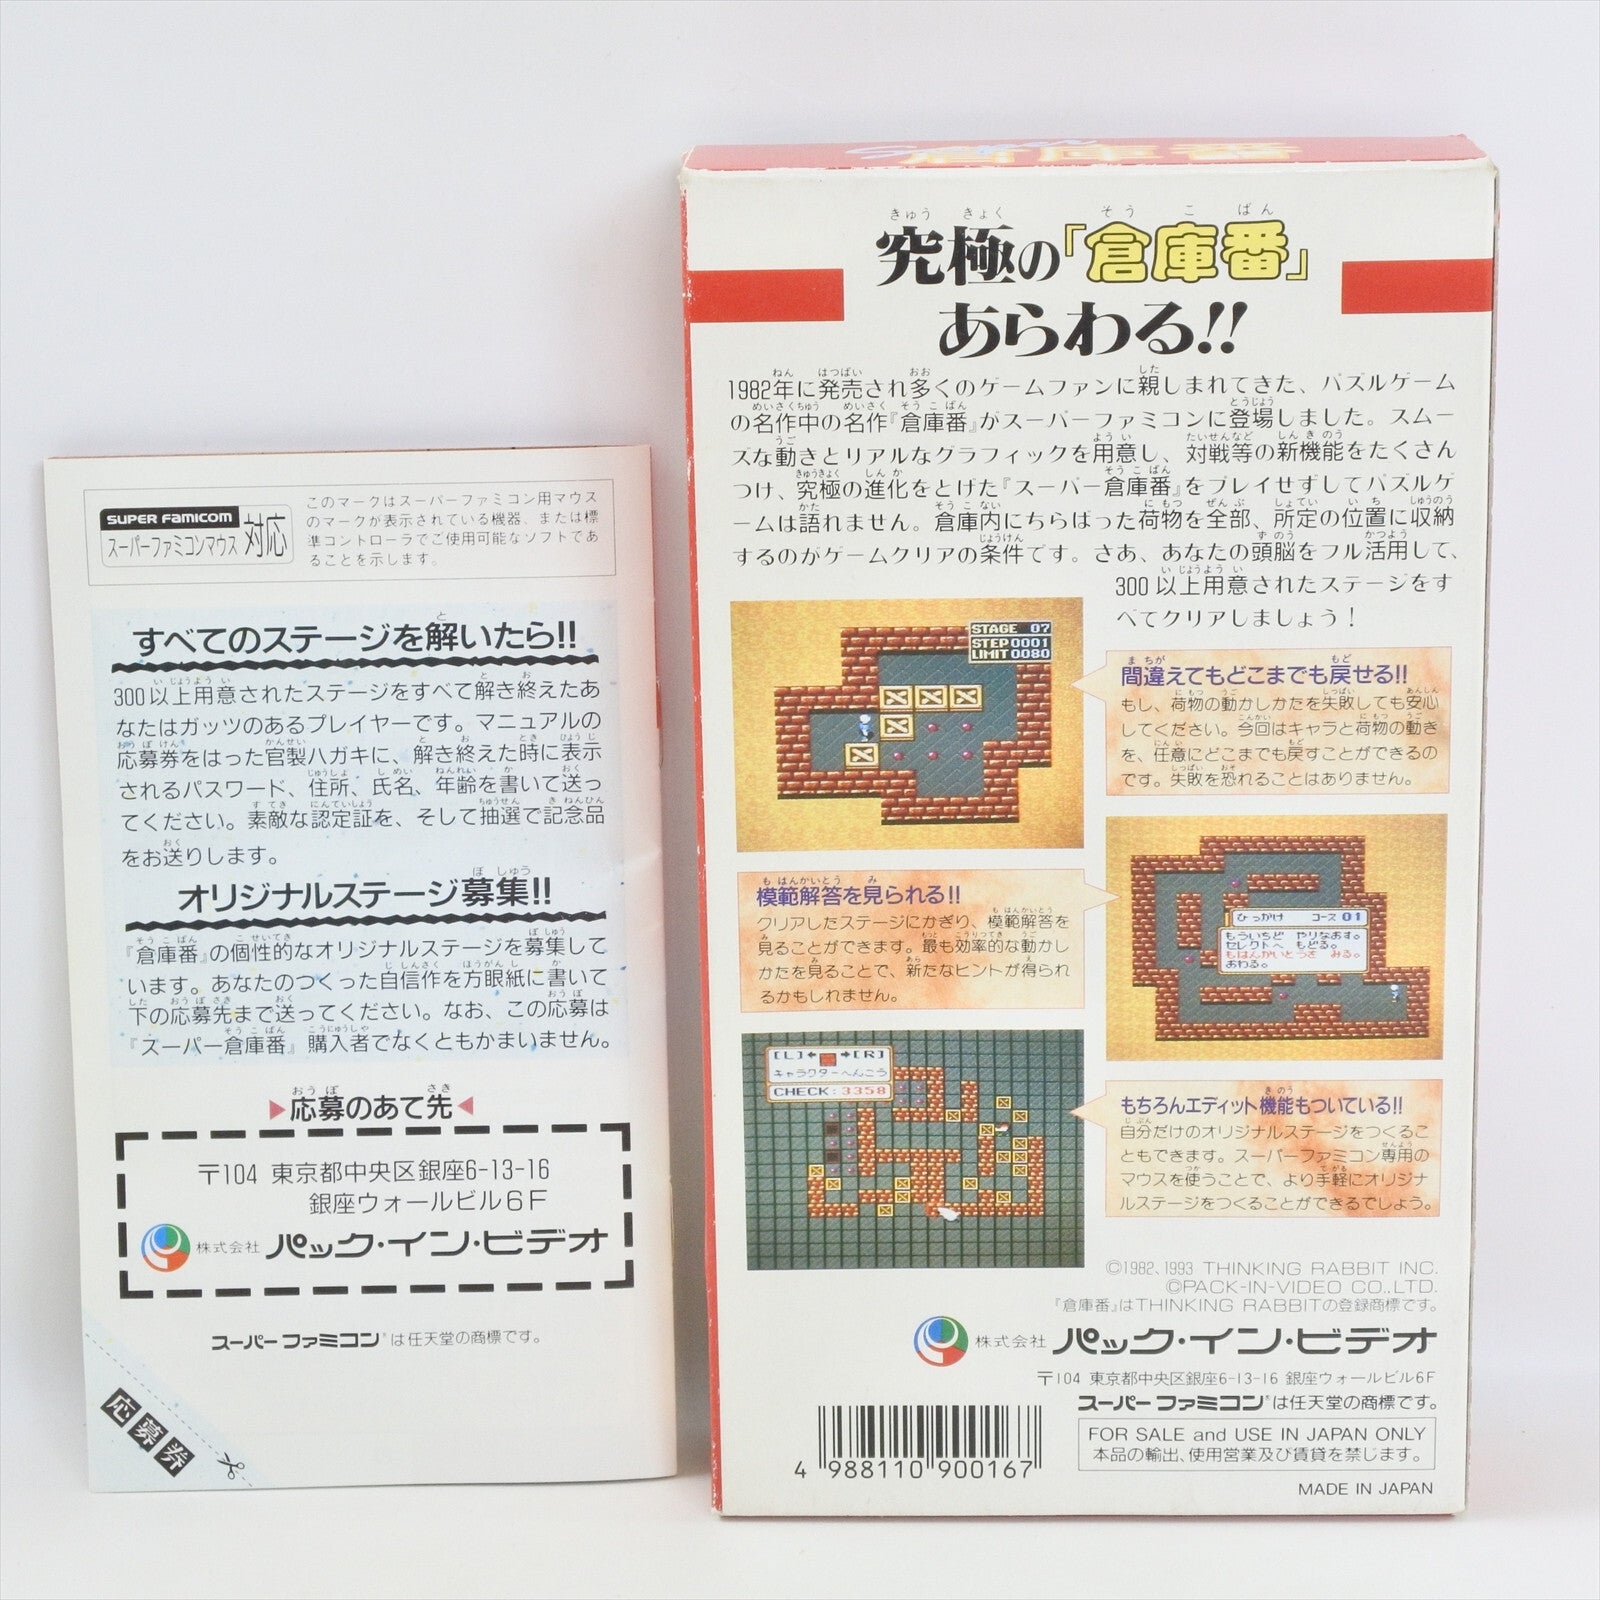 SUPER FAMICOM
スーパーファミコンマウス 対応
このマークはスーパーファミコン用マウス
のマークが表示されている機器、または標
準コントローラでご使用可能なソフトであ
ることを示します。
すべてのステージを解いたら!!
300以上用意されたステージをすべて解き終えたあ
なたはガッツのあるプレイヤーです。マニュアルの
応募券をはった官製ハガキに、解き終えた時に表示
されるパスワード、住所、氏名、年齢を書いて送っ
てください。素敵な認定証を、そして抽選で記念品
をお送りします。
オリジナルステージ募集!!
『倉庫番』の個性的なオリジナルステージを募集して
います。あなたのつくった自信作を方眼紙に書いて
下の応募先まで送ってください。なお、この応募は
『スーパー倉庫番』購入者でなくともかまいません。
▶応募のあて先◀
〒104 東京都中央区銀座6-13-16
銀座ウォールビル6F
株式会社 パック・イン・ビデオ
スーパーファミコン®は任天堂の商標です。
応募券
倉庫番
究極の「倉庫番」
あらわる!!
1982年に発売され多くのゲームファンに親しまれてきた、パズルゲーム
の名作中の名作『倉庫番』がスーパーファミコンに登場しました。スムー
ズな動きとリアルなグラフィックを用意し、対戦等の新機能をたくさん
つけ、究極の進化をとげた『スーパー倉庫番』をプレイせずしてパズルゲ
ームは語れません。倉庫内にちらばった荷物を全部、所定の位置に収納
するのがゲームクリアの条件です。さあ、あなたの頭脳をフル活用して、
300以上用意されたステージをす
べてクリアしましょう!
STAGE 07
STEP0001
LIMIT0080
間違えてもどこまでも戻せる!!
もし、荷物の動かしかたを失敗しても安心
してください。今回はキャラと荷物の動き
を、任意にどこまでも戻すことができるの
です。失敗を恐れることはありません。
模範解答を見られる!!
クリアしたステージにかぎり、模範解答を
見ることができます。最も効率的な動かし
かたを見ることで、新たなヒントが得られ
るかもしれません。
ひっかけ コース 01
もういちど やりなおす。
セレクトへ もどる。
もはんかいとうを みる。
おわる。
[L]←→[R]
キャラクターへんこう
CHECK:3358
もちろんエディット機能もついている!!
自分だけのオリジナルステージをつくるこ
ともできます。スーパーファミコン専用の
マウスを使うことで、より手軽にオリジナ
ルステージをつくることができるでしょう。
©1982,1993 THINKING RABBIT INC.
©PACK-IN-VIDEO CO.,LTD.
『倉庫番』はTHINKING RABBITの登録商標です。
株式会社 パック・イン・ビデオ
〒104 東京都中央区銀座6-13-16 銀座ウォールビル6F
スーパーファミコン®は任天堂の商標です。
FOR SALE and USE IN JAPAN ONLY
本品の輸出、使用営業及び賃貸を禁じます。
4 988110 900167
MADE IN JAPAN